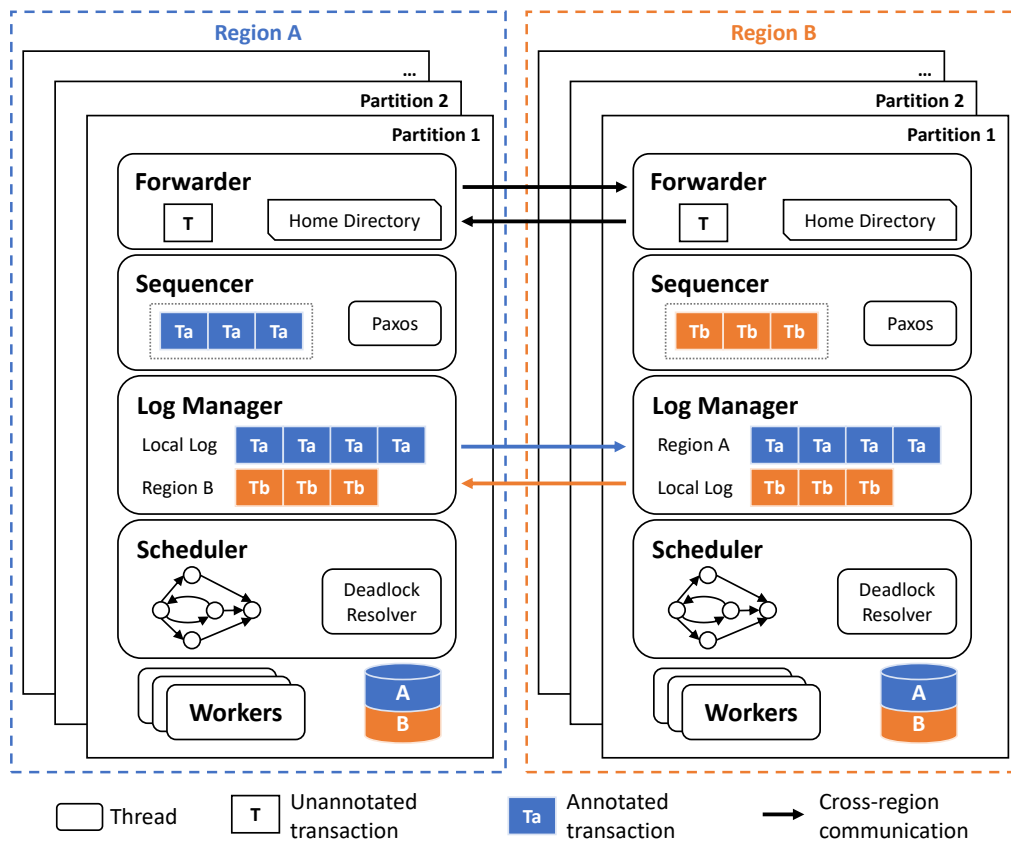 Region A
...
Partition 2
Partition 1
Forwarder
T
Home Directory
Sequencer
Ta Ta Ta
Paxos
Log Manager
Local Log Ta Ta Ta Ta
Region B Tb Tb Tb
Scheduler
Deadlock
Resolver
Workers
A
B
Region B
...
Partition 2
Partition 1
Forwarder
T
Home Directory
Sequencer
Tb Tb Tb
Paxos
Log Manager
Region A Ta Ta Ta Ta
Local Log Tb Tb Tb
Scheduler
Deadlock
Resolver
Workers
A
B
Thread
T
Unannotated
transaction
Ta
Annotated
transaction
Cross-region
communication